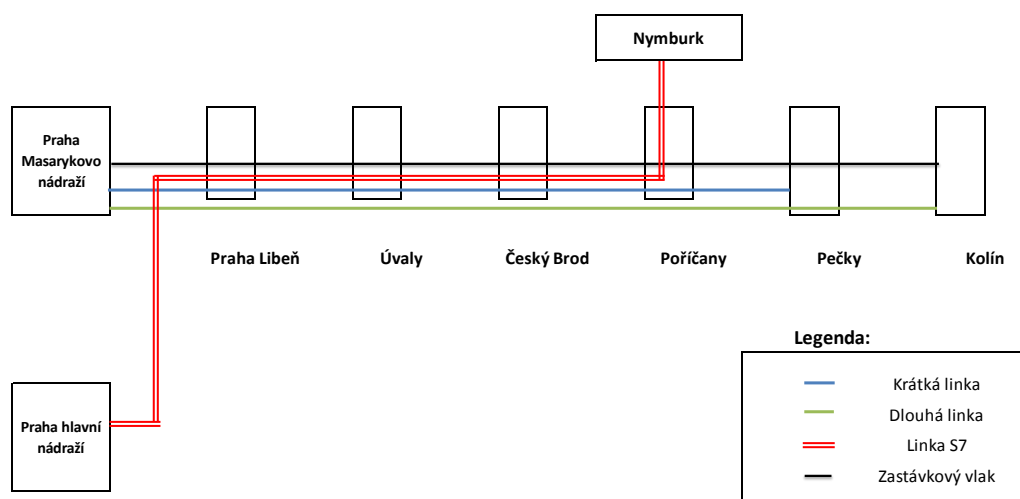 Nymburk
Praha
Masarykovo
nádraží
Praha Libeň
Úvaly
Český Brod
Poříčany
Pečky
Kolín
Legenda:
Krátká linka
Dlouhá linka
Linka S7
Zastávkový vlak
Praha hlavní
nádraží